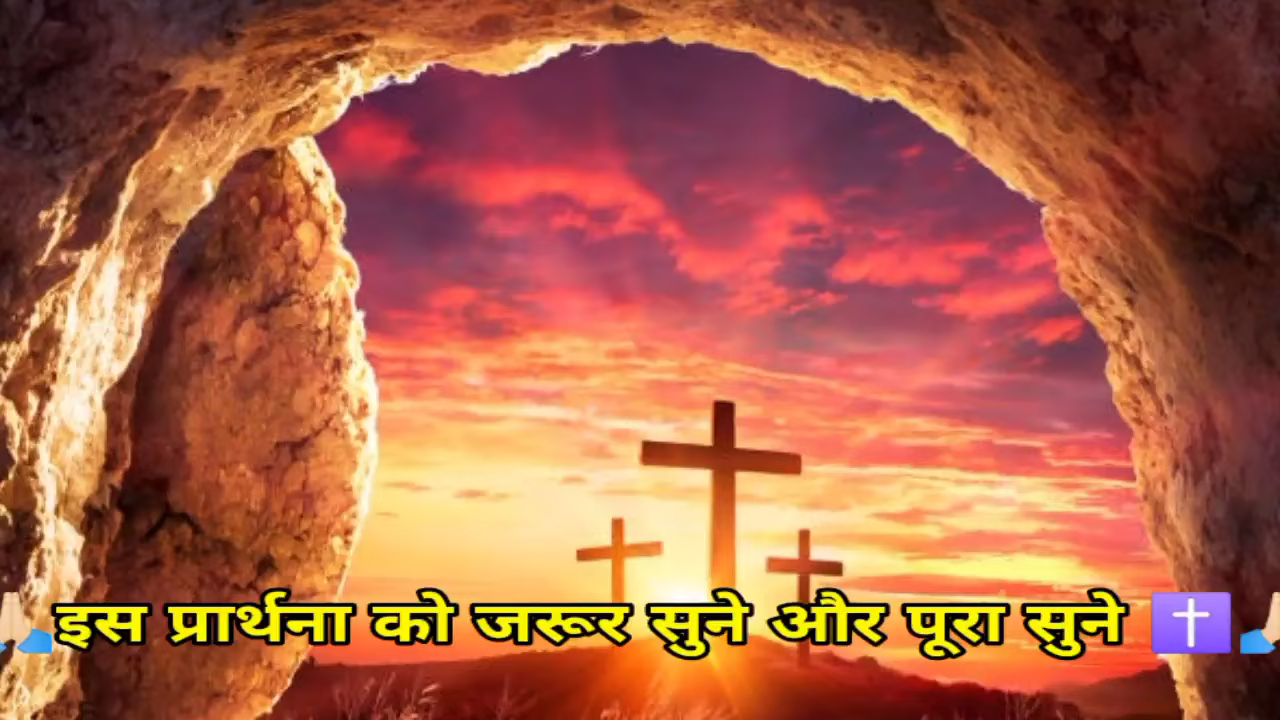 इस प्रार्थना को जरूर सुने और पूरा सुने